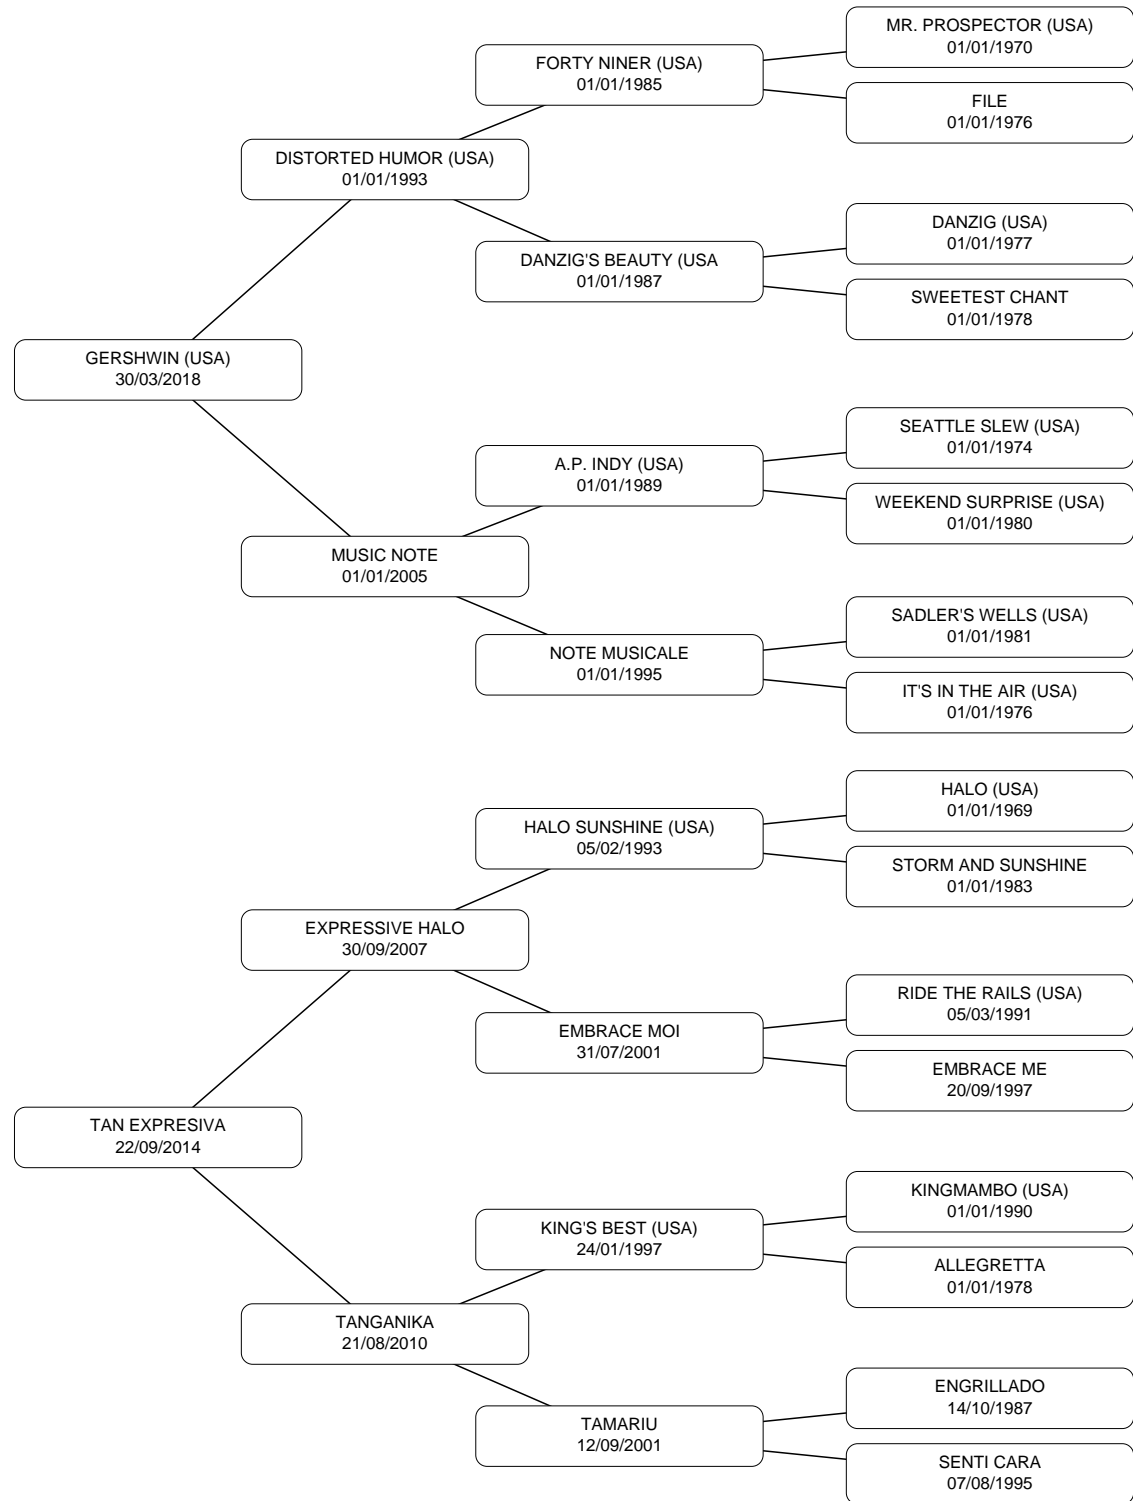 MR. PROSPECTOR (USA)
01/01/1970
FORTY NINER (USA)
01/01/1985
FILE
01/01/1976
DISTORTED HUMOR (USA)
01/01/1993
DANZIG (USA)
01/01/1977
DANZIG'S BEAUTY (USA
01/01/1987
SWEETEST CHANT
01/01/1978
GERSHWIN (USA)
30/03/2018
SEATTLE SLEW (USA)
01/01/1974
A.P. INDY (USA)
01/01/1989
WEEKEND SURPRISE (USA)
01/01/1980
MUSIC NOTE
01/01/2005
SADLER'S WELLS (USA)
01/01/1981
NOTE MUSICALE
01/01/1995
IT'S IN THE AIR (USA)
01/01/1976
HALO (USA)
01/01/1969
HALO SUNSHINE (USA)
05/02/1993
STORM AND SUNSHINE
01/01/1983
EXPRESSIVE HALO
30/09/2007
RIDE THE RAILS (USA)
05/03/1991
EMBRACE MOI
31/07/2001
EMBRACE ME
20/09/1997
TAN EXPRESIVA
22/09/2014
KINGMAMBO (USA)
01/01/1990
KING'S BEST (USA)
24/01/1997
ALLEGRETTA
01/01/1978
TANGANIKA
21/08/2010
ENGRILLADO
14/10/1987
TAMARIU
12/09/2001
SENTI CARA
07/08/1995